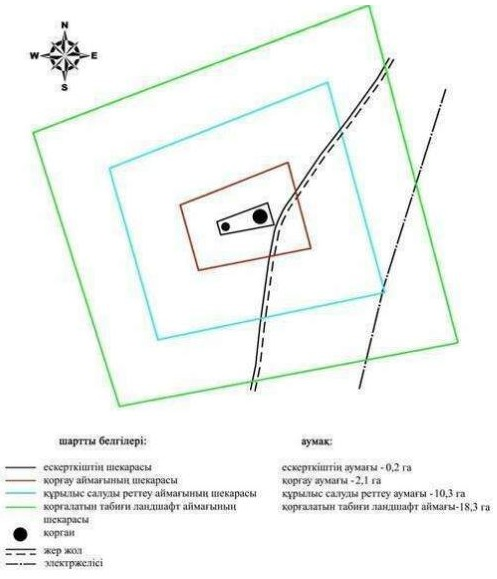 N
W E
S
шартты белгілері: аумақ:
ескерткіштің шекарасы ескерткіштің аумағы - 0,2 га
қорғау аймағының шекарасы қорғау аумағы -2,1 га
құрылыс салуды реттеу аймағының шекарасы құрылыс салуды реттеу аумағы -10,3 га
қорғалатын табиғи ландшафт аймағының қорғалатын табиғи ландшафт аймағы-18,3 га
шекарасы
қорған
жер жол
электржелісі